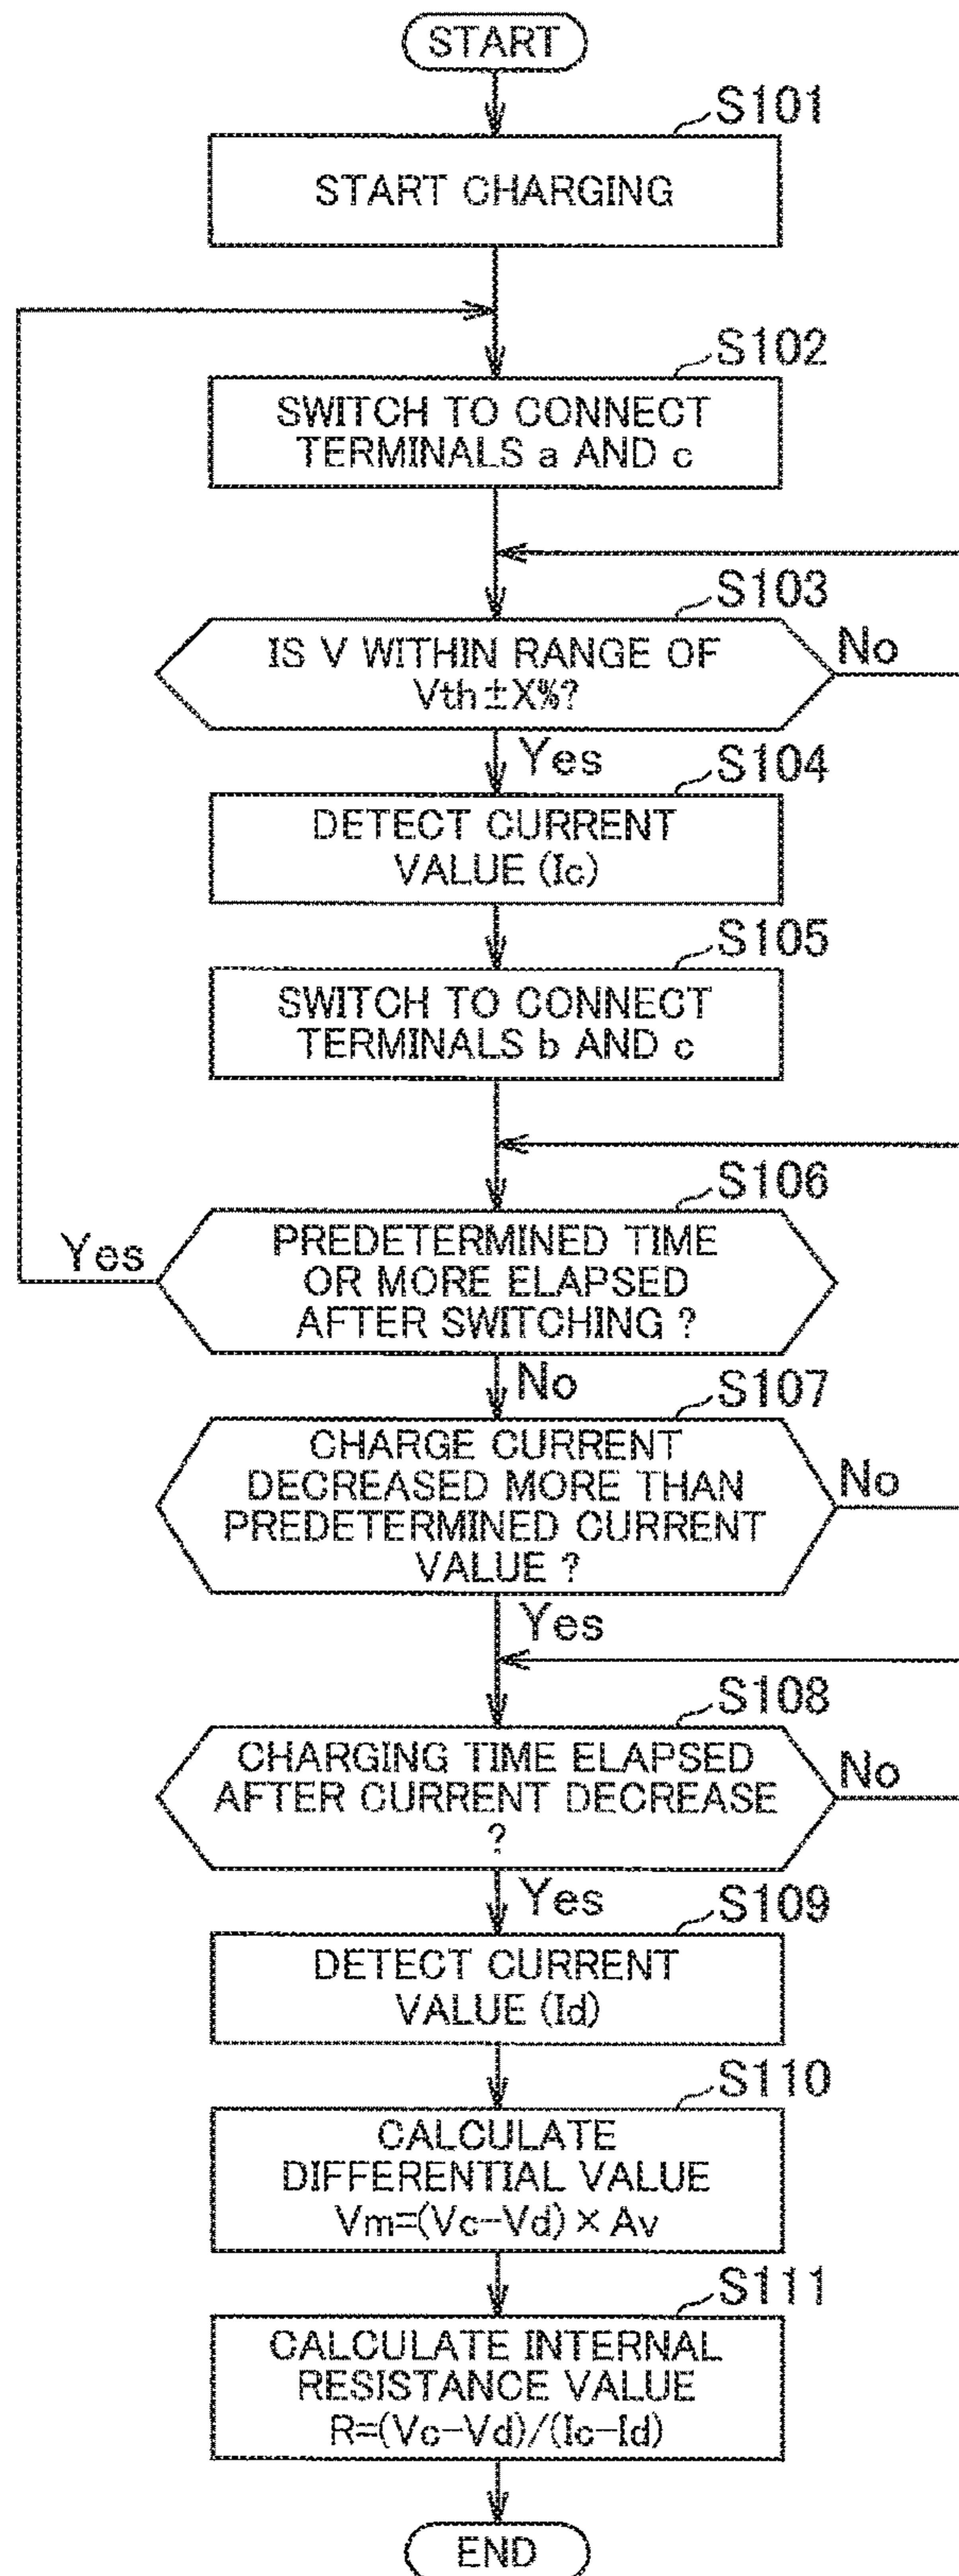 START
S101
START CHARGING
S102
SWITCH TO CONNECT
TERMINALS a AND c
S103
IS V WITHIN RANGE OF
Vth±X%?
No
Yes
S104
DETECT CURRENT
VALUE (Ic)
S105
SWITCH TO CONNECT
TERMINALS b AND c
S106
PREDETERMINED TIME
OR MORE ELAPSED
AFTER SWITCHING ?
Yes
No
S107
CHARGE CURRENT
DECREASED MORE THAN
PREDETERMINED CURRENT
VALUE ?
No
Yes
S108
CHARGING TIME ELAPSED
AFTER CURRENT DECREASE
?
No
Yes
S109
DETECT CURRENT
VALUE (Id)
S110
CALCULATE
DIFFERENTIAL VALUE
Vm=(Vc-Vd)×Av
S111
CALCULATE INTERNAL
RESISTANCE VALUE
R=(Vc-Vd)/(Ic-Id)
END